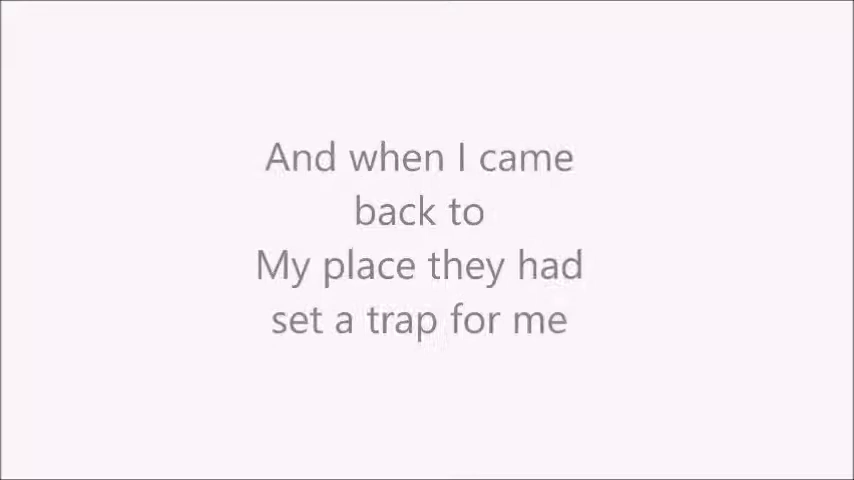 And when I came
back to
My place they had
set a trap for me